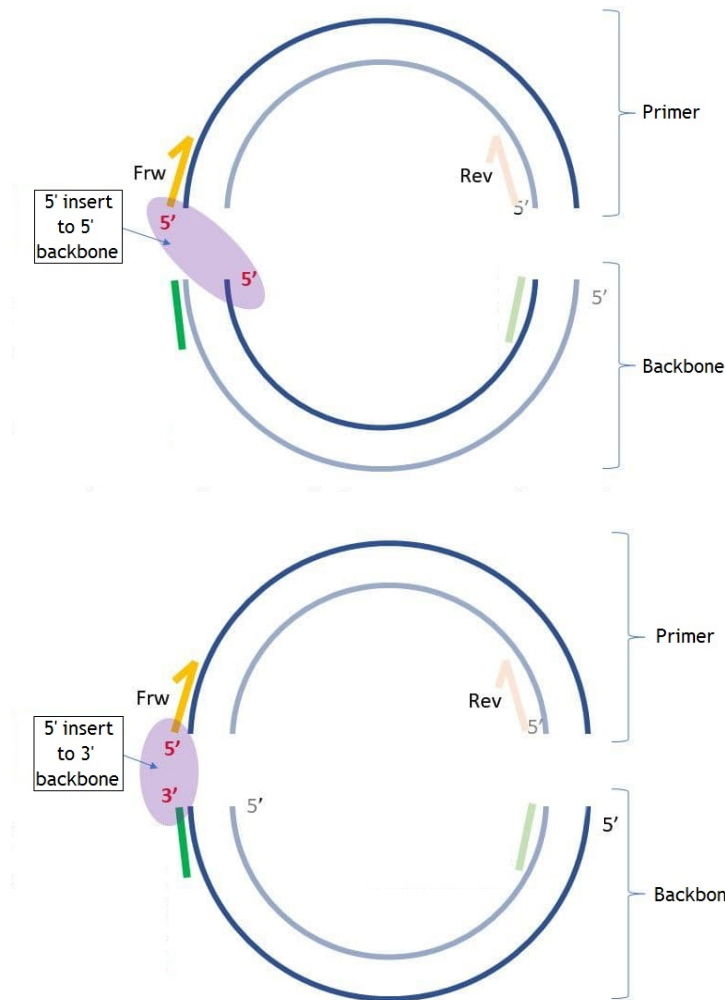 Primer
Frw
Rev
5' insert
to 5'
backbone
5’
5’
5’
5’
Backbone
Primer
Frw
Rev
5' insert
to 3'
backbone
5’
5’
3’
5’
5’
Backbon